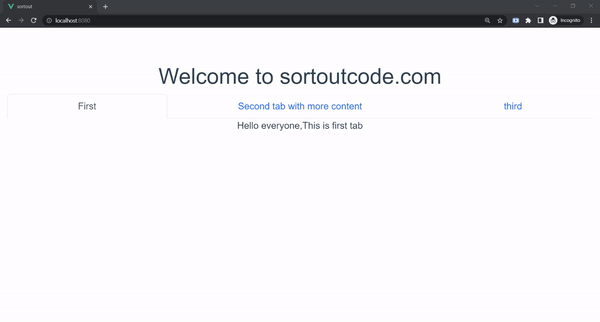 sortout
localhost:8080
Incognito
Welcome to sortoutcode.com
First
Second tab with more content
third
Hello everyone,This is first tab